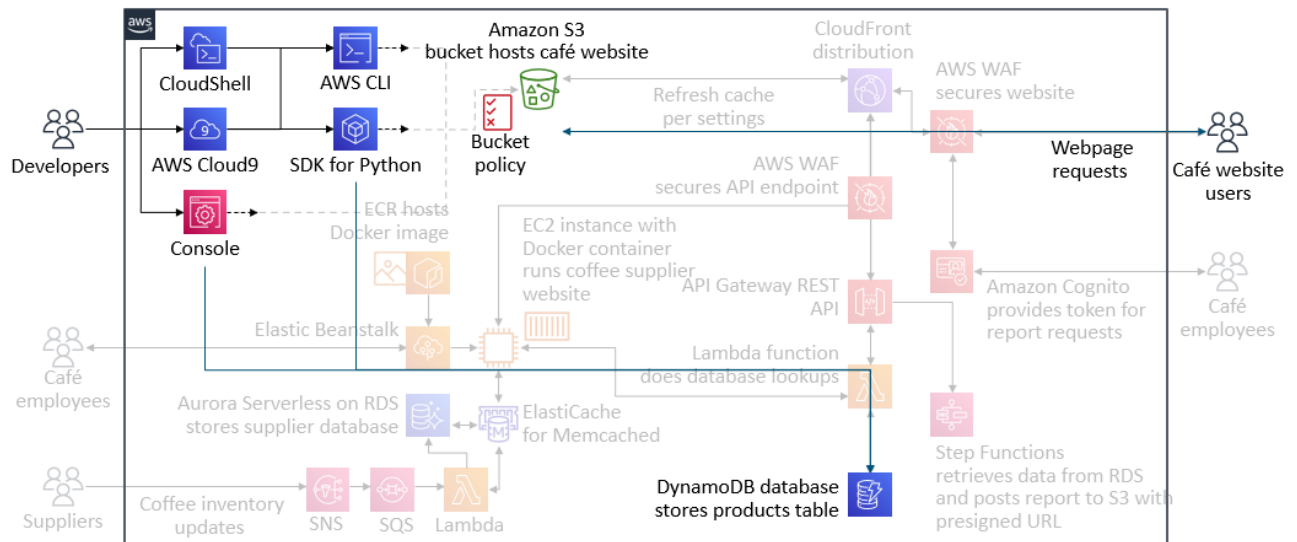 aws
Amazon S3
bucket hosts café website
CloudFront
distribution
CloudShell
AWS CLI
AWS WAF
secures website
Refresh cache
per settings
9
Developers
AWS Cloud9
SDK for Python
Bucket
policy
Webpage
requests
Café website
users
AWS WAF
secures API endpoint
Console
ECR hosts
Docker image
EC2 instance with
Docker container
runs coffee supplier
website
API Gateway REST
API
Amazon Cognito
provides token for
report requests
Café
employees
Elastic Beanstalk
Café
employees
Lambda function
does database lookups
Aurora Serverless on RDS
stores supplier database
M
ElastiCache
for Memcached
Step Functions
retrieves data from RDS
and posts report to S3 with
presigned URL
DynamoDB database
stores products table
Suppliers
Coffee inventory
updates
SNS
SQS
Lambda